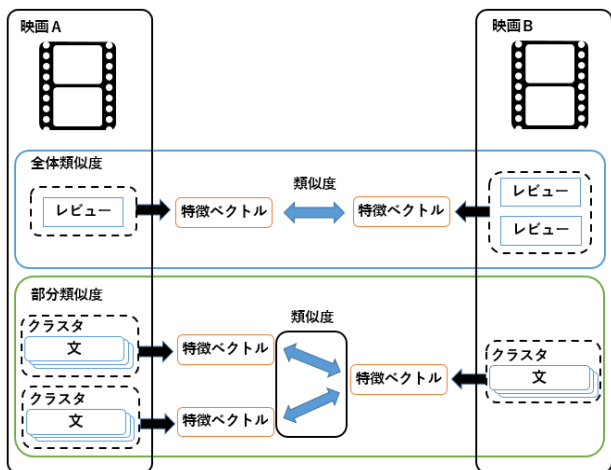 映画A
映画B
全体類似度
レビュー
特徴ベクトル
類似度
特徴ベクトル
レビュー
レビュー
部分類似度
クラスタ
文
特徴ベクトル
類似度
特徴ベクトル
クラスタ
文
クラスタ
文
特徴ベクトル